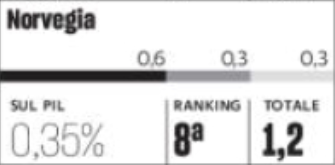 Norvegia
0,6 0,3 0,3
SUL PIL RANKING TOTALE
0,35% 8ª 1,2